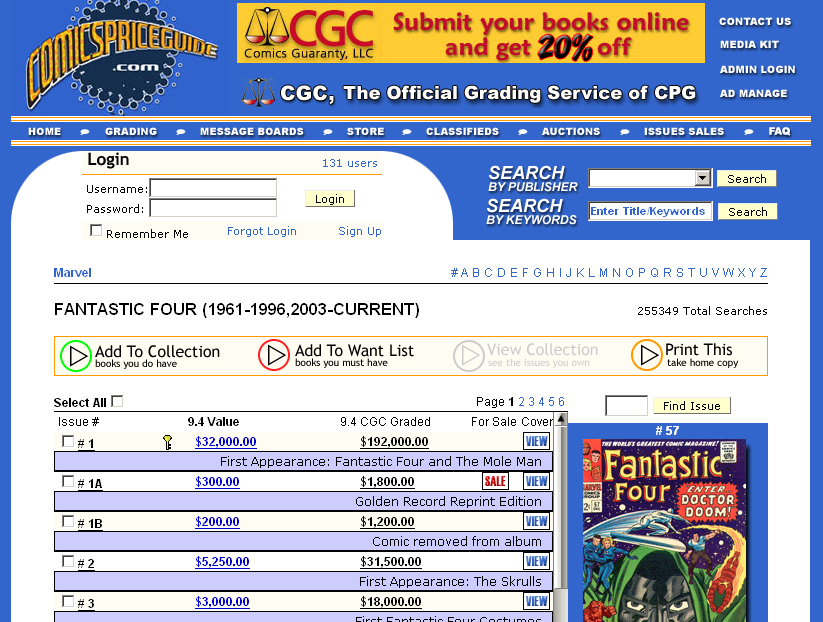 COMICSPRICEGUIDE
.com
CGC
Comics Guaranty, LLC
Submit your books online
and get 20% off
CGC, The Official Grading Service of CPG
CONTACT US
MEDIA KIT
ADMIN LOGIN
AD MANAGE
HOME GRADING MESSAGE BOARDS STORE CLASSIFIEDS AUCTIONS ISSUES SALES FAQ
Login 131 users
Username:
Password:
Login
Remember Me Forgot Login Sign Up
SEARCH
BY PUBLISHER
Search
SEARCH
BY KEYWORDS
Enter Title/Keywords
Search
Marvel # A B C D E F G H I J K L M N O P Q R S T U V W X Y Z
FANTASTIC FOUR (1961-1996,2003-CURRENT) 255349 Total Searches
Add To Collection
books you do have
Add To Want List
books you must have
View Collection
see the issues you own
Print This
take home copy
Select All Page 1 2 3 4 5 6
Find Issue
Issue # 9.4 Value 9.4 CGC Graded For Sale Cover
# 1 $32,000.00 $192,000.00 VIEW
First Appearance: Fantastic Four and The Mole Man
# 1A $300.00 $1,800.00 SALE VIEW
Golden Record Reprint Edition
# 1B $200.00 $1,200.00 VIEW
Comic removed from album
# 2 $5,250.00 $31,500.00 VIEW
First Appearance: The Skrulls
# 3 $3,000.00 $18,000.00 VIEW
First Fantastic Four Costumes
# 57
THE WORLD'S GREATEST COMIC MAGAZINE!
Fantastic
Four
ENTER
DOCTOR
DOOM!